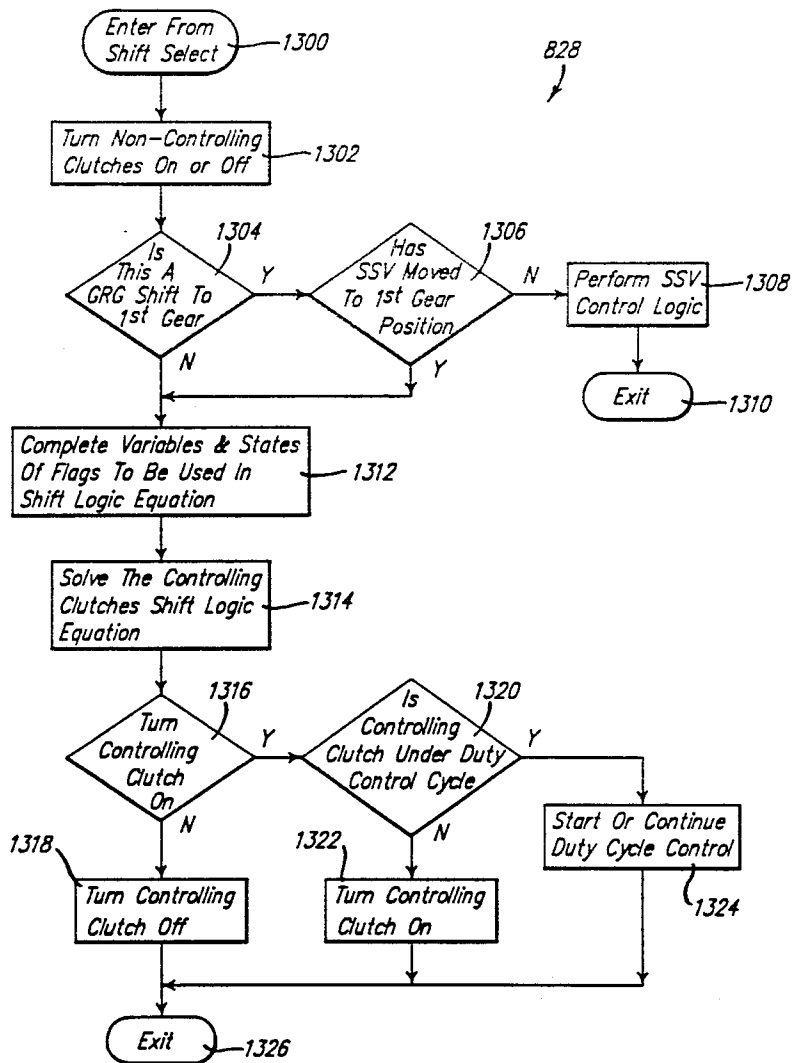 Enter From
Shift Select
1300
828
Turn Non-Controlling
Clutches On or Off
1302
Is
This A
GRG Shift To
1st Gear
1304
Y
N
Has
SSV Moved
To 1st Gear
Position
1306
N
Y
Perform SSV
Control Logic
1308
Exit
1310
Complete Variables & States
Of Flags To Be Used In
Shift Logic Equation
1312
Solve The Controlling
Clutches Shift Logic
Equation
1314
Turn
Controlling
Clutch
On
1316
Y
N
Is
Controlling
Clutch Under Duty
Control Cycle
1320
Y
N
1318
Turn Controlling
Clutch Off
1322
Turn Controlling
Clutch On
Start Or Continue
Duty Cycle Control
1324
Exit
1326